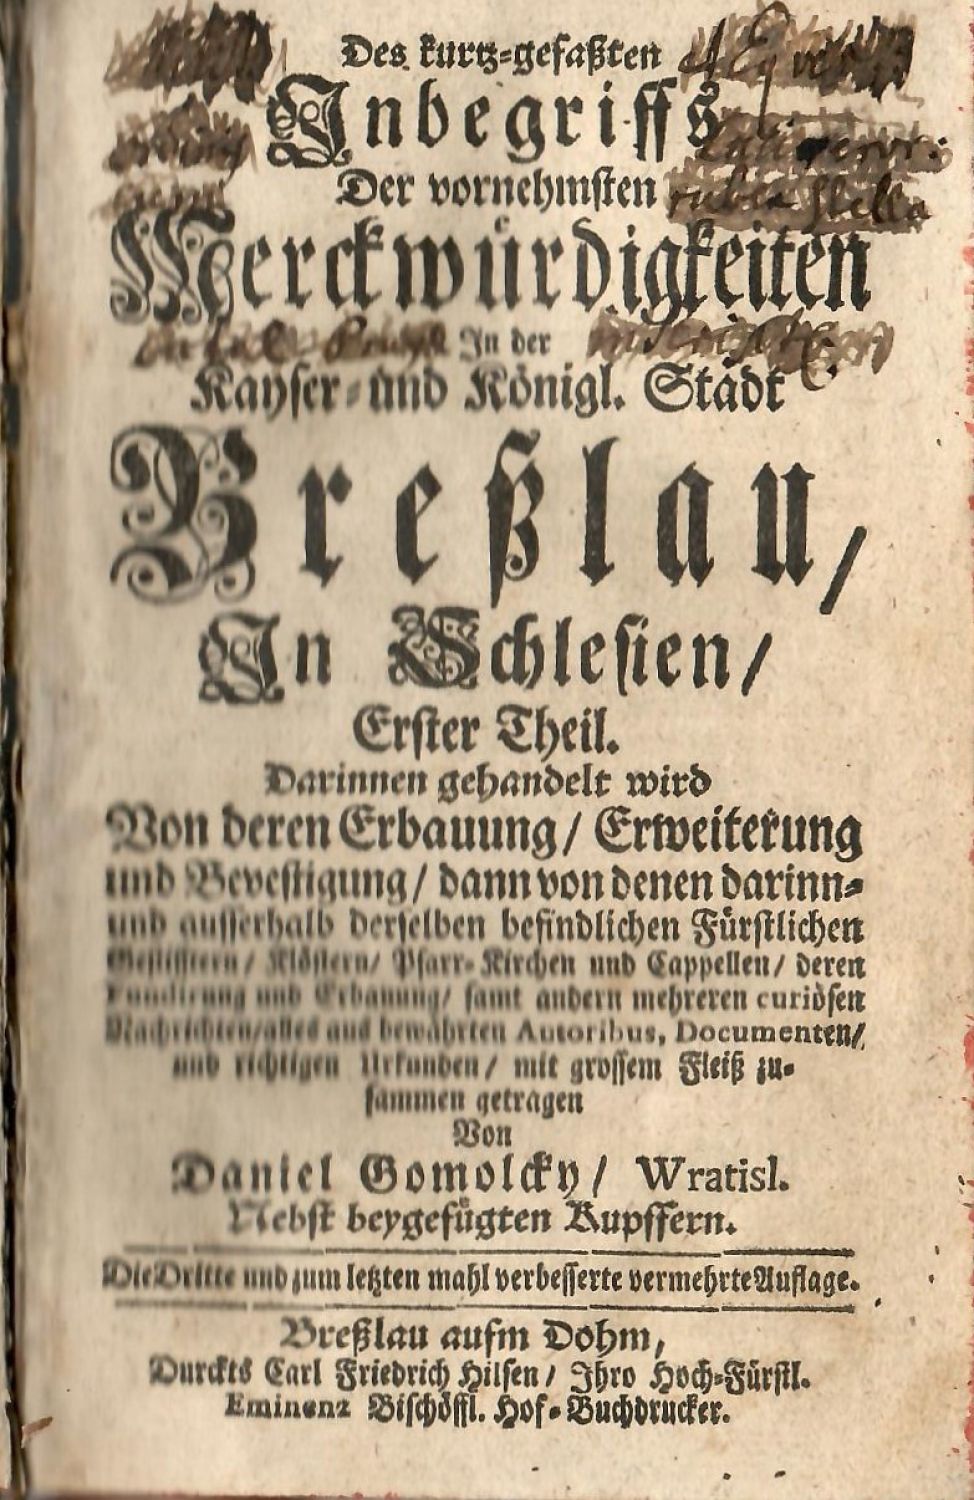 Des kurtz-gefaßten
Inbegriffs
Der vornehmsten
Merckwürdigkeiten
In der
Kayser- und Königl. Stadt
Breßlau,
In Schlesien/
Erster Theil.
Darinnen gehandelt wird
Von deren Erbauung/ Erweiterung
und Bevestigung/ dann von denen darinn-
und ausserhalb derselben befindlichen Fürstlichen
Gestifftern/ Klöstern/ Pfarr-Kirchen und Cappellen/ deren
Fundirung und Erbauung/ samt andern mehreren curiösen
Nachrichten/ alles aus bewährten Autoribus, Documenten/
und richtigen Urkunden/ mit grossem Fleiß zu-
sammen getragen
Von
Daniel Gomolcky/ Wratisl.
Nebst beygefügten Kupffern.
Die Dritte und zum letzten mahl verbesserte vermehrte Auflage.
Breßlau aufm Dohm,
Durckts Carl Friedrich Hilsen/ Ihro Hoch-Fürstl.
Eminenz Bischöffl. Hof-Buchdrucker.